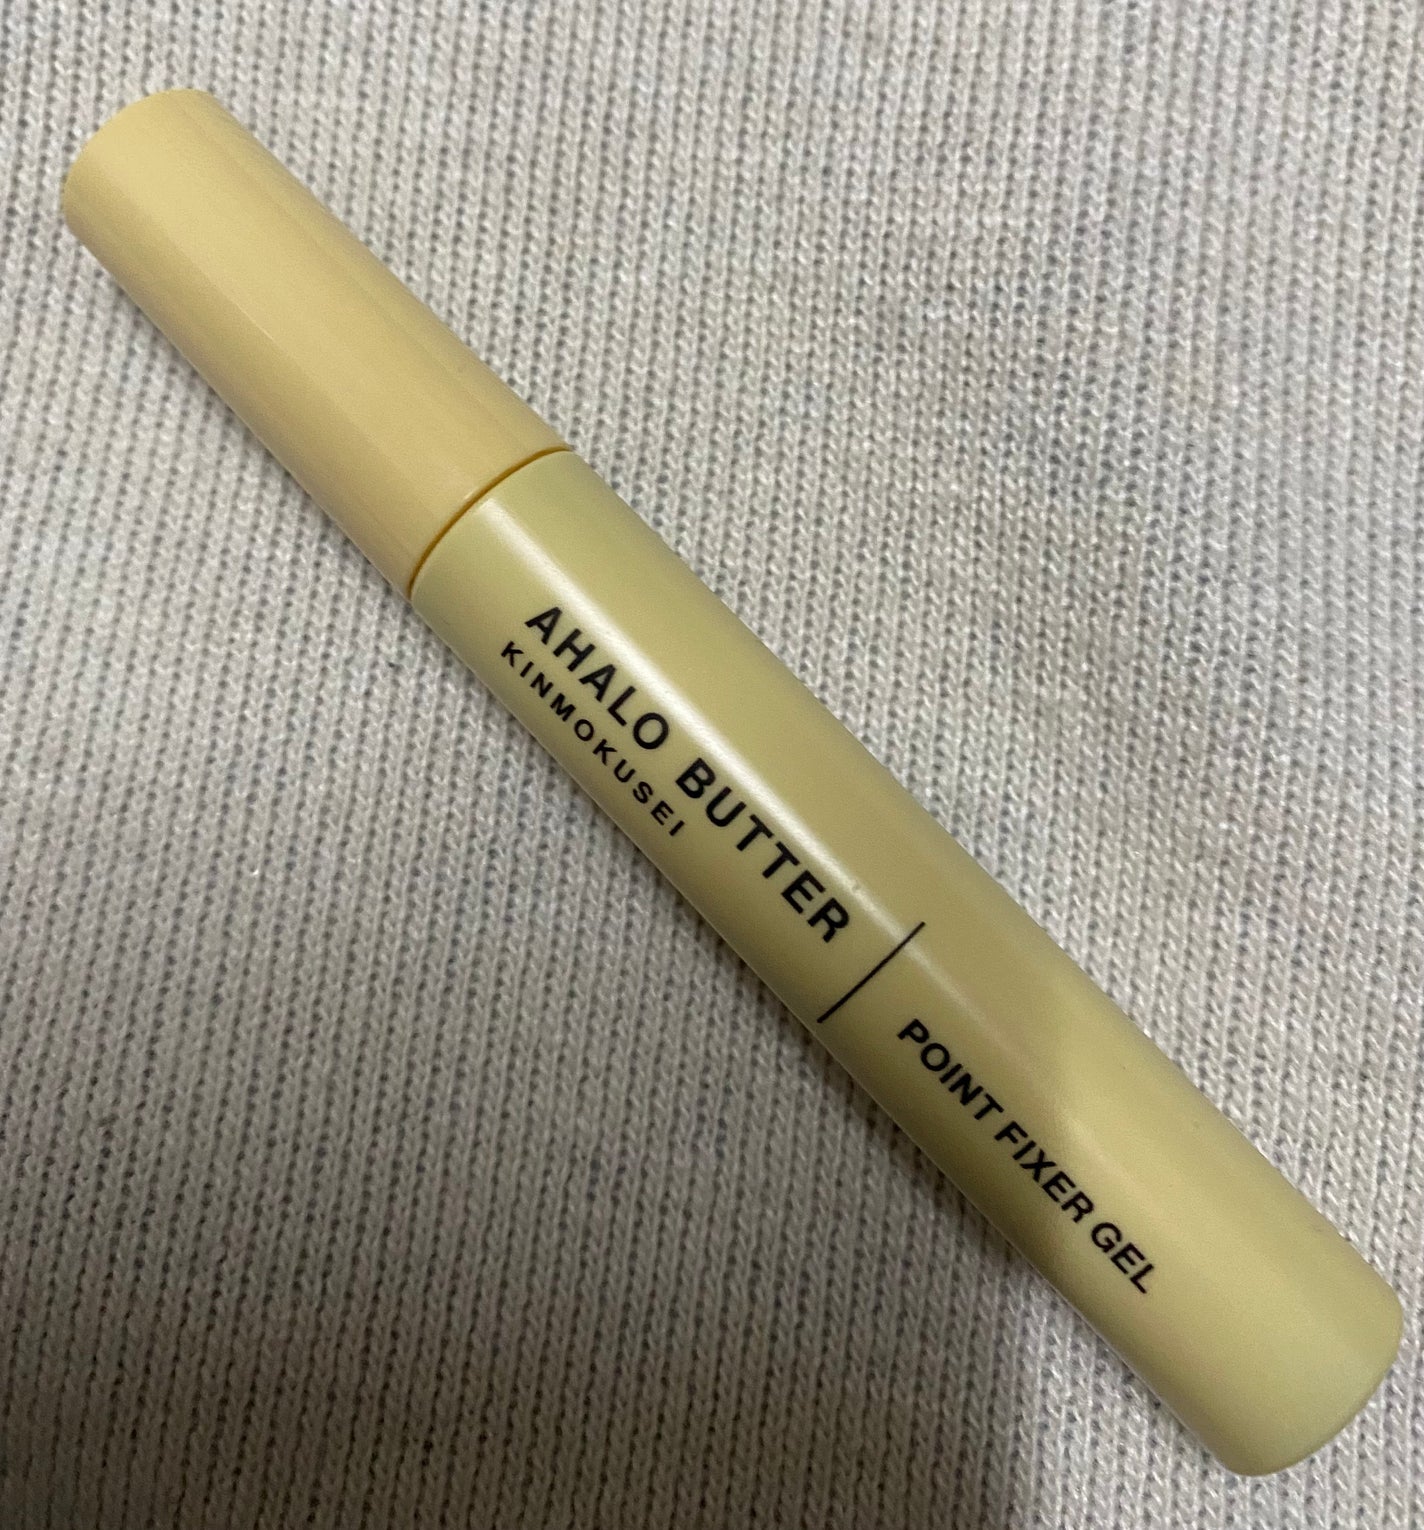 AHALO BUTTER
KINMOKUSEI
POINT FIXER GEL